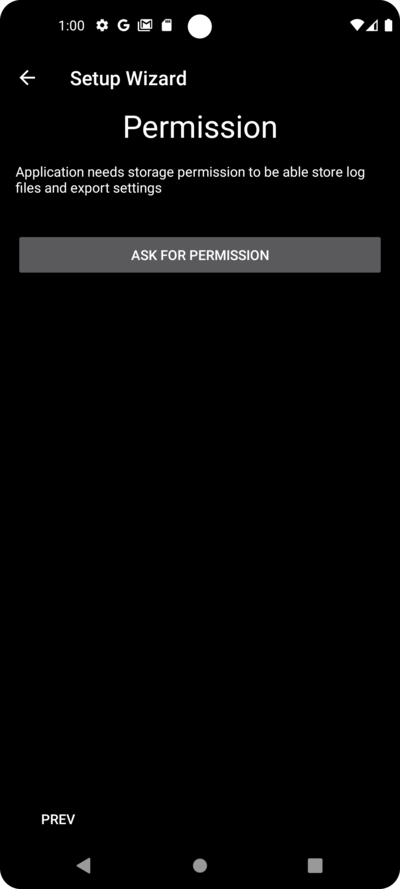 1:00
Setup Wizard
Permission
Application needs storage permission to be able store log
files and export settings
ASK FOR PERMISSION
PREV